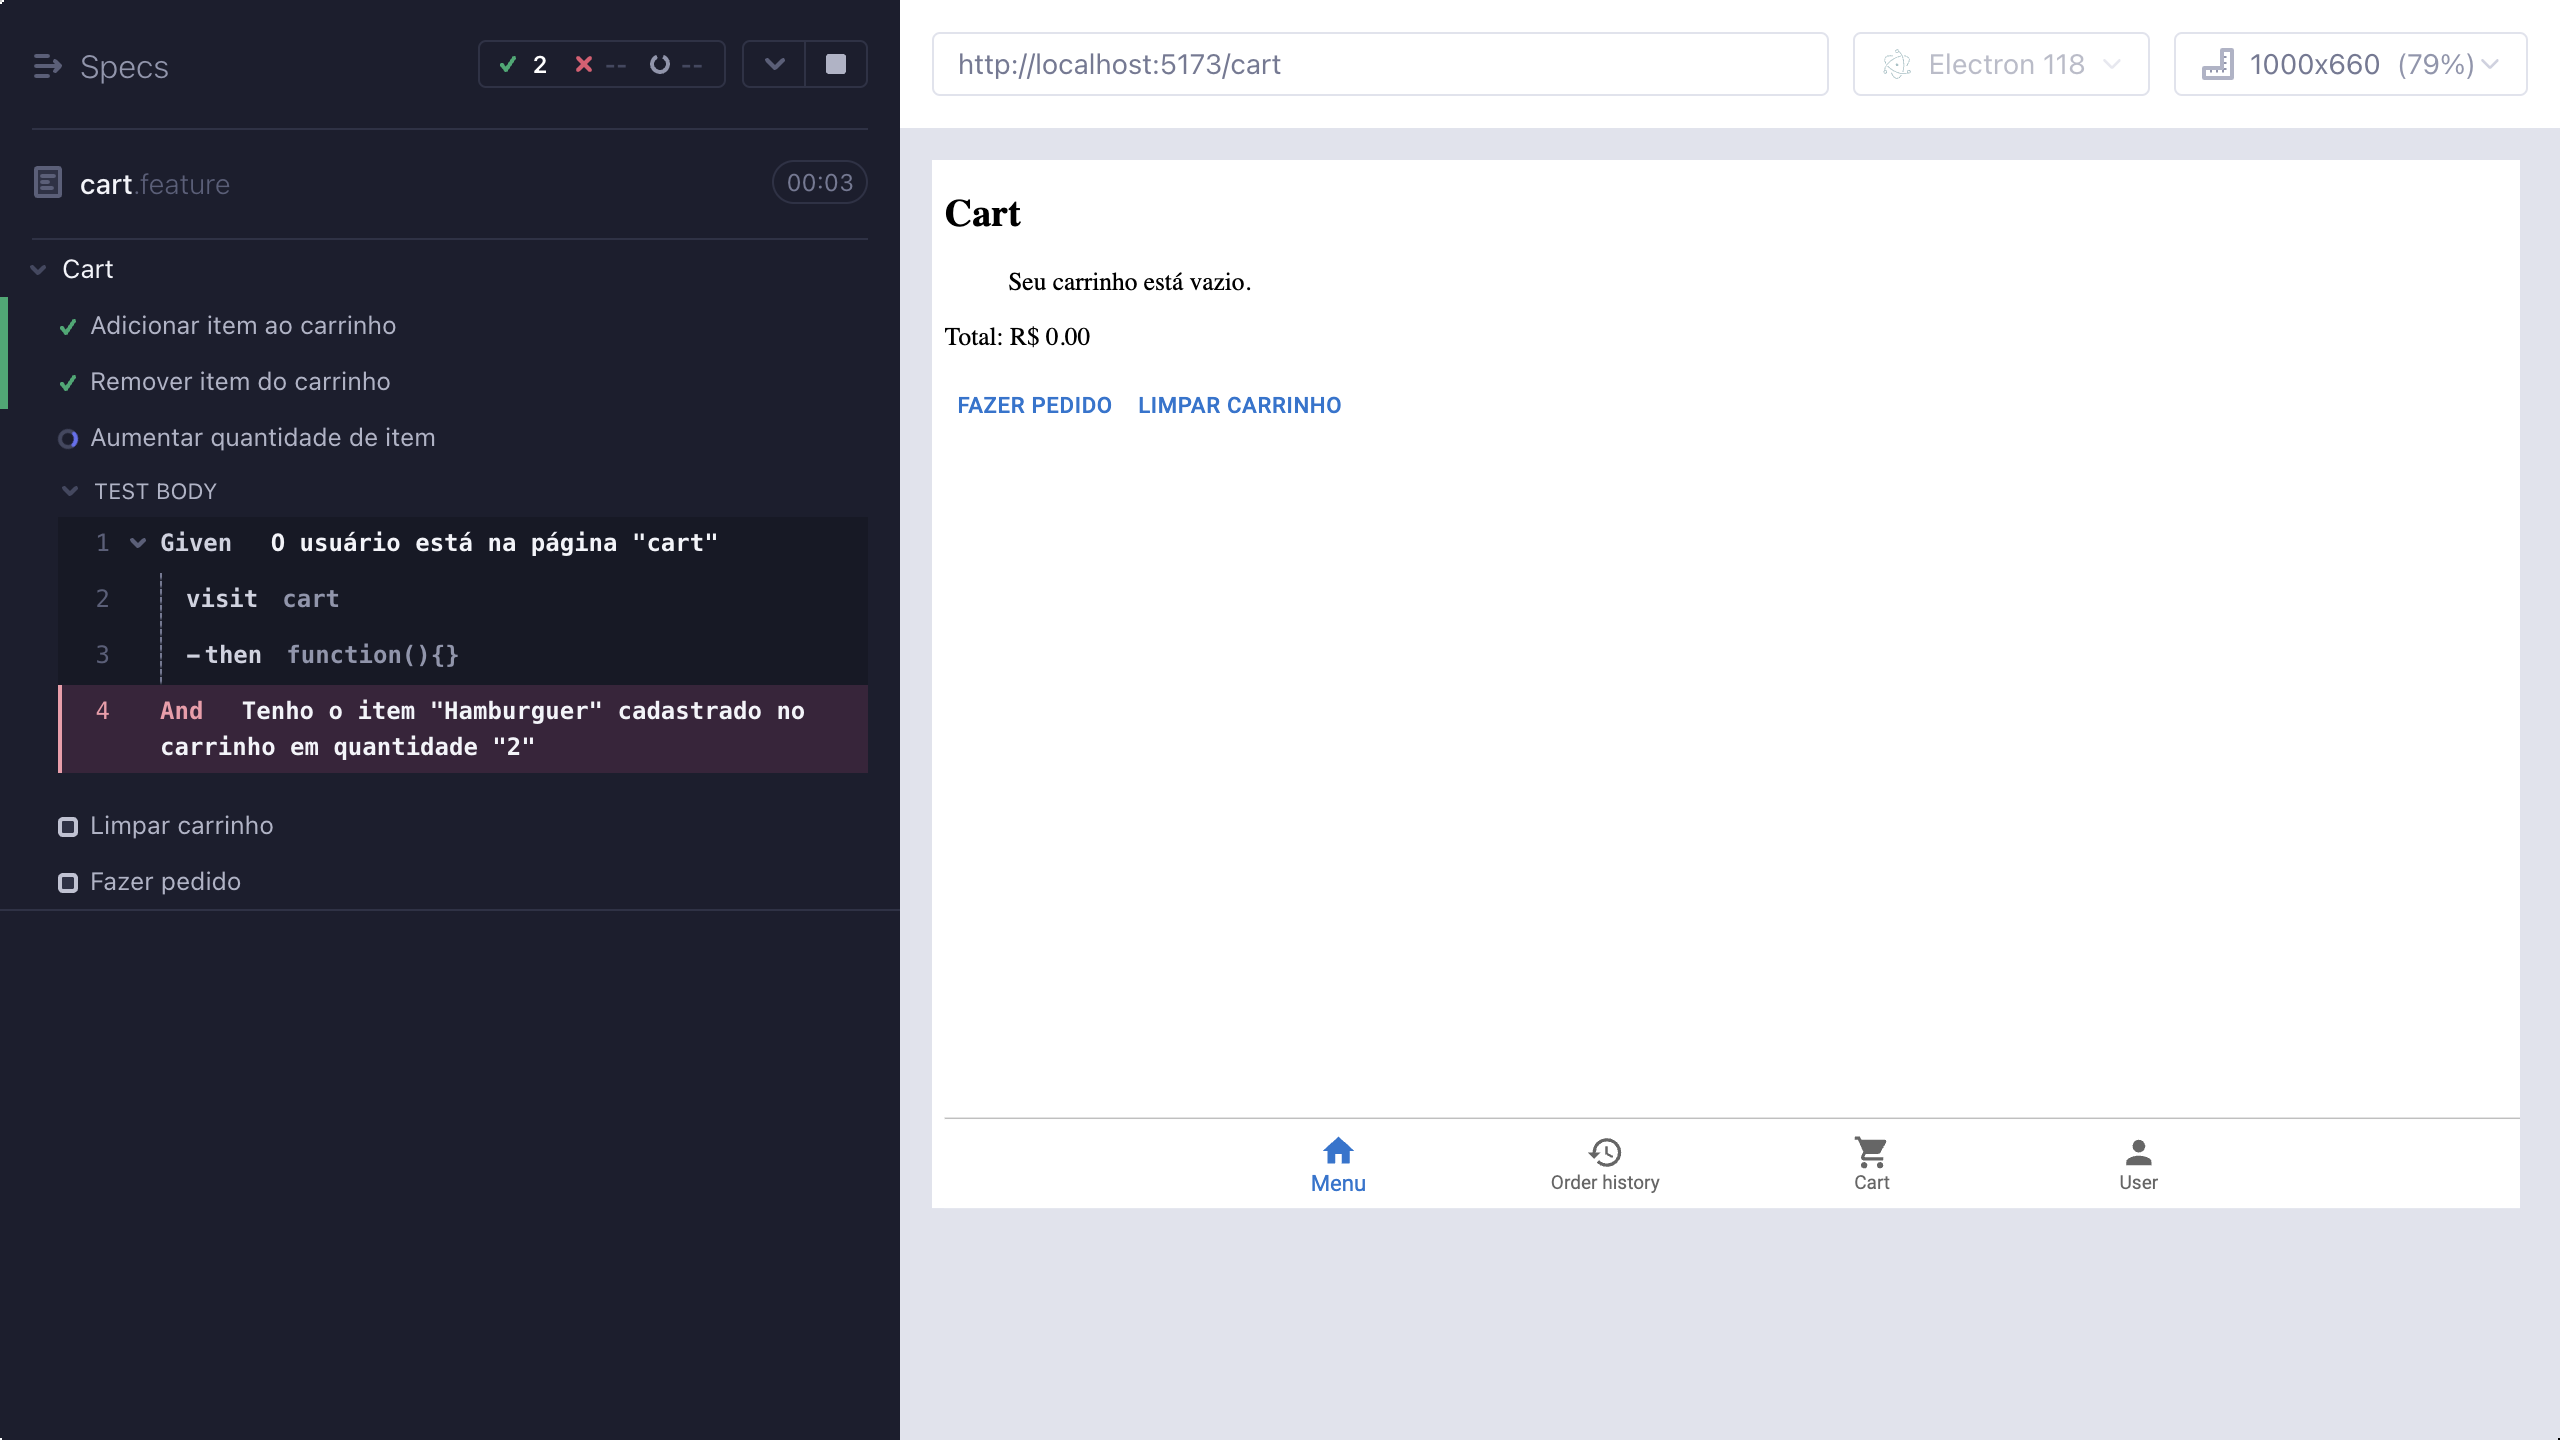 Specs
2 -- --
cart.feature
00:03
Cart
Adicionar item ao carrinho
Remover item do carrinho
Aumentar quantidade de item
TEST BODY
1 Given O usuário está na página "cart"
2 visit cart
3 -then function(){}
4 And Tenho o item "Hamburguer" cadastrado no
carrinho em quantidade "2"
Limpar carrinho
Fazer pedido
http://localhost:5173/cart
Electron 118
1000x660 (79%)
Cart
Seu carrinho está vazio.
Total: R$ 0.00
FAZER PEDIDO LIMPAR CARRINHO
Menu
Order history
Cart
User